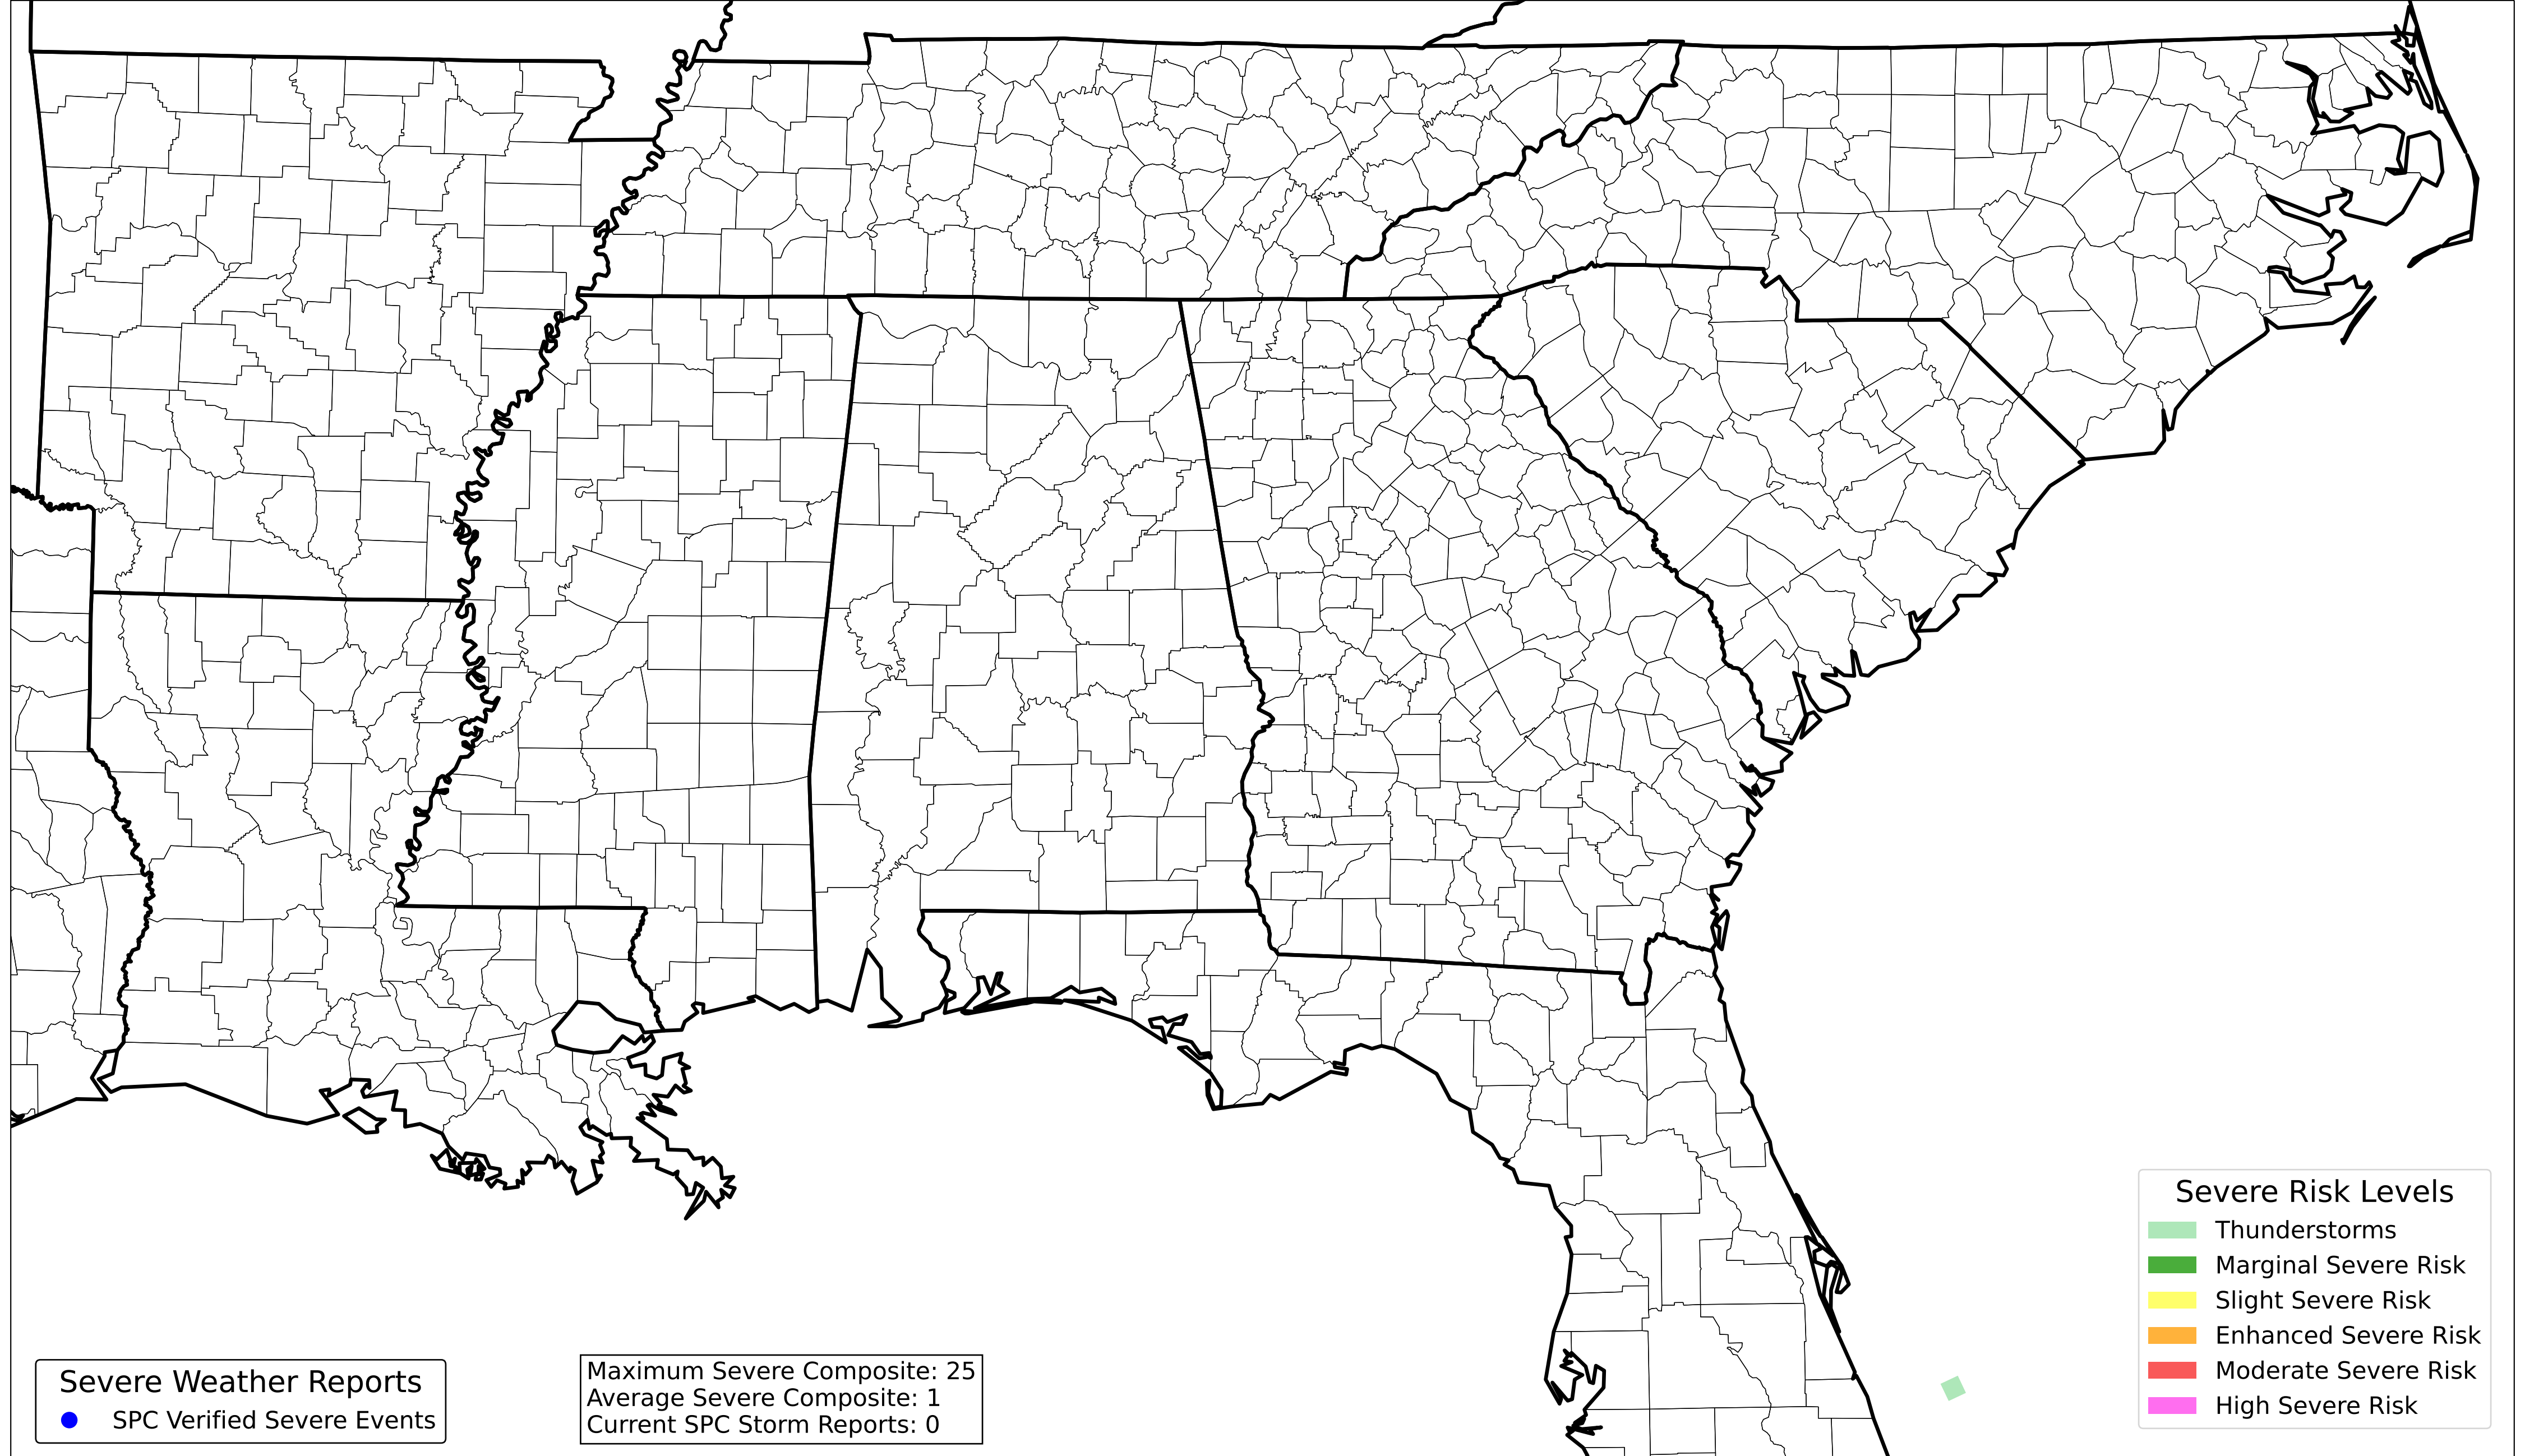 Severe Weather Reports
SPC Verified Severe Events
Maximum Severe Composite: 25
Average Severe Composite: 1
Current SPC Storm Reports: 0
Severe Risk Levels
Thunderstorms
Marginal Severe Risk
Slight Severe Risk
Enhanced Severe Risk
Moderate Severe Risk
High Severe Risk